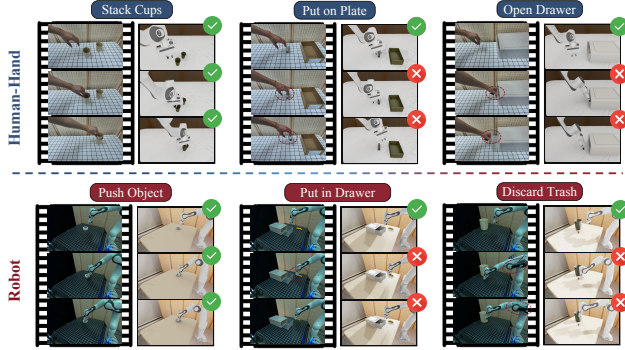 Stack Cups
Put on Plate
Open Drawer
Human-Hand
Push Object
Put in Drawer
Discard Trash
Robot